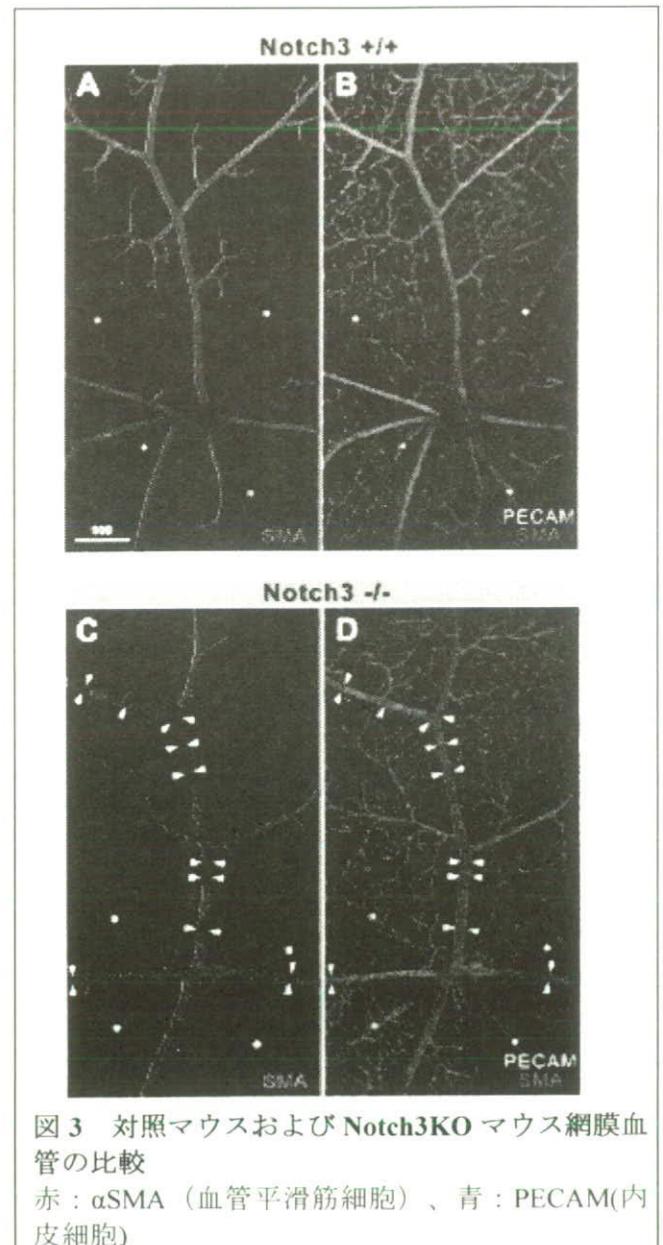 Notch3 +/+
A
B
SMA
PECAM
SMA
Notch3 -/-
C
D
SMA
PECAM
SMA
図 3 対照マウスおよび Notch3KO マウス網膜血
管の比較
赤：αSMA（血管平滑筋細胞）、青：PECAM(内
皮細胞)